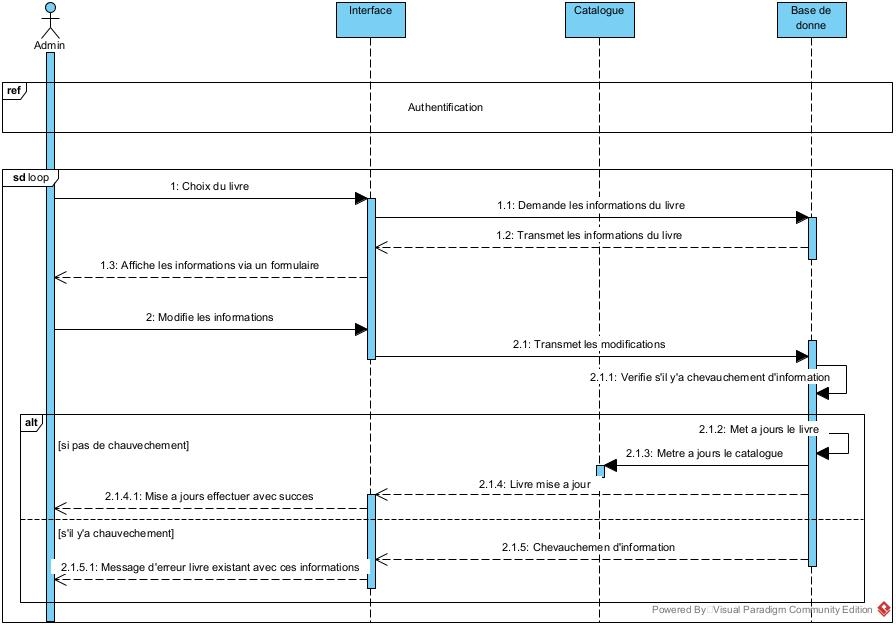 Admin
Interface
Catalogue
Base de
donne
ref
Authentification
sd loop
1: Choix du livre
1.1: Demande les informations du livre
1.2: Transmet les informations du livre
1.3: Affiche les informations via un formulaire
2: Modifie les informations
2.1: Transmet les modifications
2.1.1: Verifie s'il y'a chevauchement d'information
alt
2.1.2: Met a jours le livre
[si pas de chauvechement]
2.1.3: Metre a jours le catalogue
2.1.4: Livre mise a jour
2.1.4.1: Mise a jours effectuer avec succes
[s'il y'a chauvechement]
2.1.5: Chevauchemen d'information
2.1.5.1: Message d'erreur livre existant avec ces informations
Powered By Visual Paradigm Community Edition